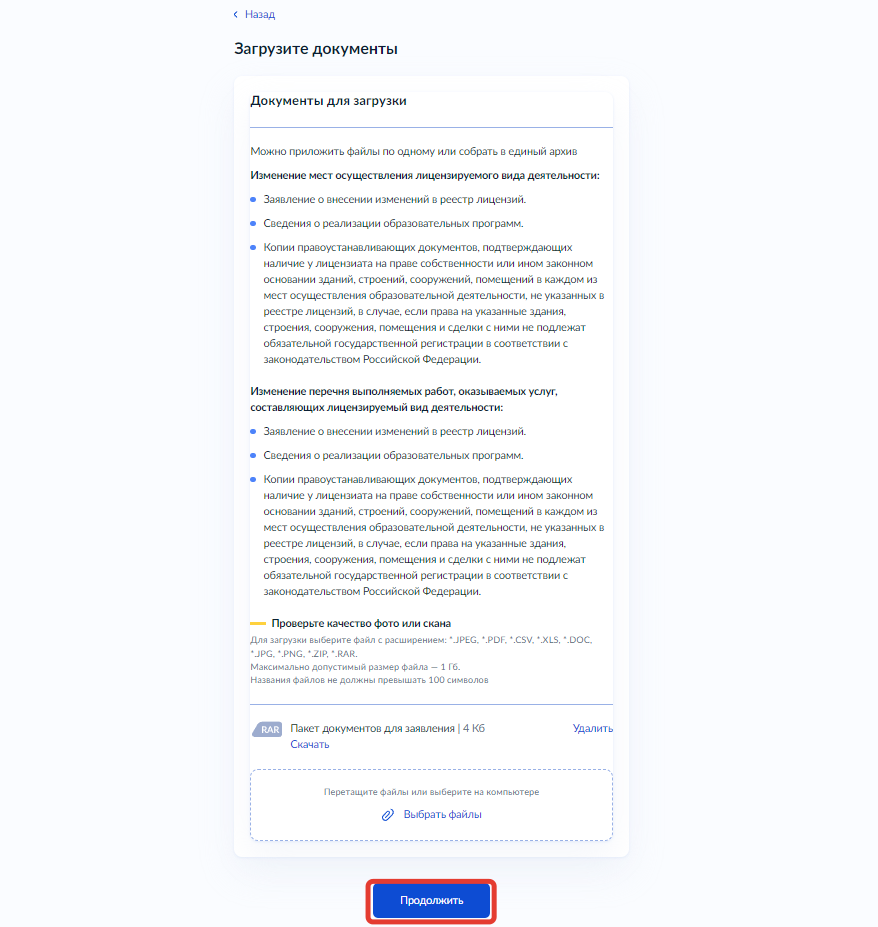 Назад
Загрузите документы
Документы для загрузки
Можно приложить файлы по одному или собрать в единый архив
Изменение мест осуществления лицензируемого вида деятельности:
Заявление о внесении изменений в реестр лицензий.
Сведения о реализации образовательных программ.
Копии правоустанавливающих документов, подтверждающих
наличие у лицензиата на праве собственности или ином законном
основании зданий, строений, сооружений, помещений в каждом из
мест осуществления образовательной деятельности, не указанных в
реестре лицензий, в случае, если права на указанные здания,
строения, сооружения, помещения и сделки с ними не подлежат
обязательной государственной регистрации в соответствии с
законодательством Российской Федерации.
Изменение перечня выполняемых работ, оказываемых услуг,
составляющих лицензируемый вид деятельности:
Заявление о внесении изменений в реестр лицензий.
Сведения о реализации образовательных программ.
Копии правоустанавливающих документов, подтверждающих
наличие у лицензиата на праве собственности или ином законном
основании зданий, строений, сооружений, помещений в каждом из
мест осуществления образовательной деятельности, не указанных в
реестре лицензий, в случае, если права на указанные здания,
строения, сооружения, помещения и сделки с ними не подлежат
обязательной государственной регистрации в соответствии с
законодательством Российской Федерации.
Проверьте качество фото или скана
Для загрузки выберите файл с расширением: *.JPEG, *.PDF, *.CSV, *.XLS, *.DOC,
*.JPG, *.PNG, *.ZIP, *.RAR.
Максимально допустимый размер файла — 1 Гб.
Названия файлов не должны превышать 100 символов
RAR Пакет документов для заявления | 4 Кб Удалить
Скачать
Перетащите файлы или выберите на компьютере
Выбрать файлы
Продолжить